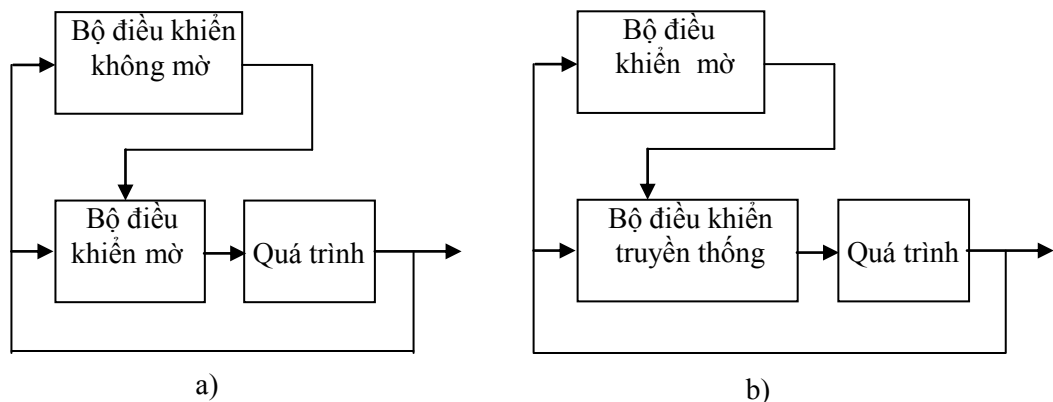 Bộ điều khiển
không mờ
Bộ điều
khiển mờ
Quá trình
a)
Bộ điều
khiển mờ
Bộ điều khiển
truyền thống
Quá trình
b)